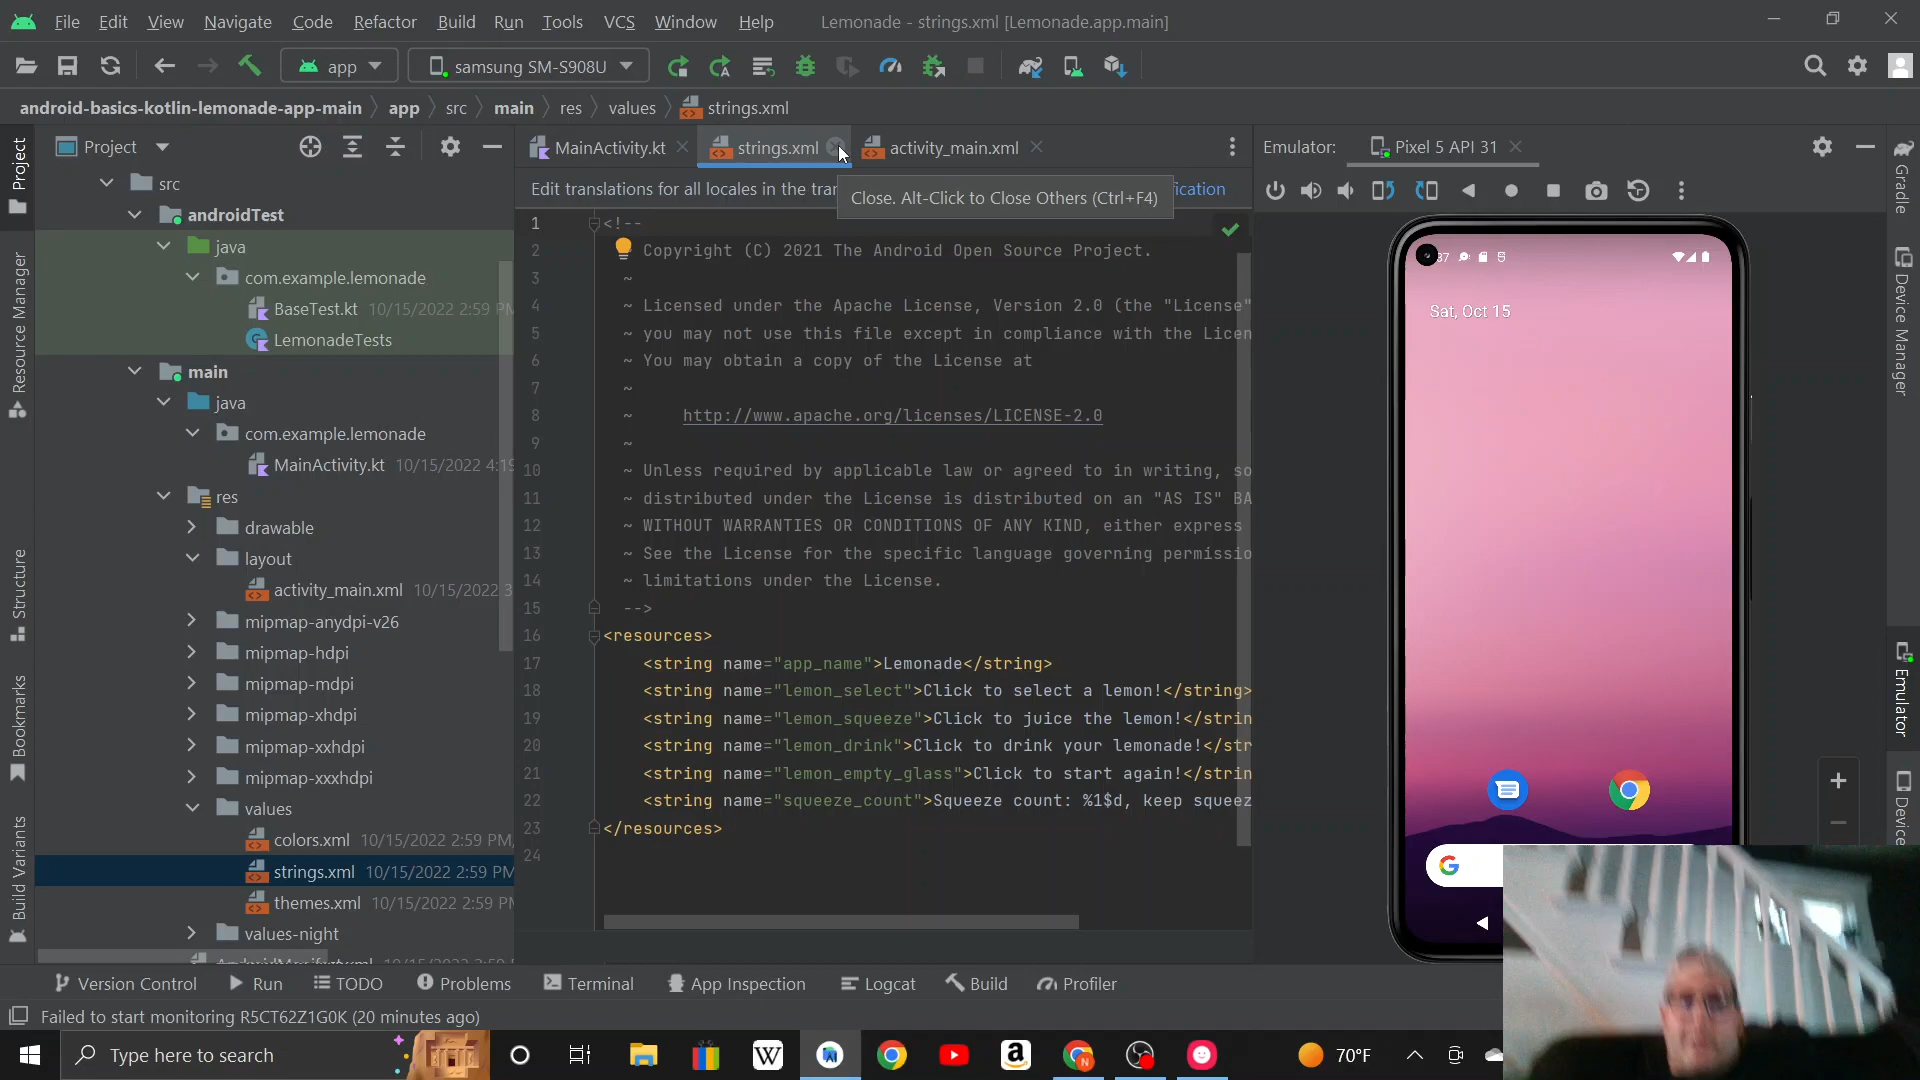 File Edit View Navigate Code Refactor Build Run Tools VCS Window Help Lemonade - strings.xml [Lemonade.app.main]
app samsung SM-S908U
android-basics-kotlin-lemonade-app-main app src main res values strings.xml
Project
MainActivity.kt strings.xml activity_main.xml
Emulator: Pixel 5 API 31
Edit translations for all locales in the tran
fication
Close. Alt-Click to Close Others (Ctrl+F4)
src
androidTest
java
com.example.lemonade
BaseTest.kt 10/15/2022 2:59 PM
LemonadeTests
main
java
com.example.lemonade
MainActivity.kt 10/15/2022 4:19
res
drawable
layout
activity_main.xml 10/15/2022 3
mipmap-anydpi-v26
mipmap-hdpi
mipmap-mdpi
mipmap-xhdpi
mipmap-xxhdpi
mipmap-xxxhdpi
values
colors.xml 10/15/2022 2:59 PM,
strings.xml 10/15/2022 2:59 PM
themes.xml 10/15/2022 2:59 PM
values-night
1 <!--
2 Copyright (C) 2021 The Android Open Source Project.
3 ~
4 ~ Licensed under the Apache License, Version 2.0 (the "License"
5 ~ you may not use this file except in compliance with the Licen
6 ~ You may obtain a copy of the License at
7 ~
8 ~ http://www.apache.org/licenses/LICENSE-2.0
9 ~
10 ~ Unless required by applicable law or agreed to in writing, so
11 ~ distributed under the License is distributed on an "AS IS" BA
12 ~ WITHOUT WARRANTIES OR CONDITIONS OF ANY KIND, either express
13 ~ See the License for the specific language governing permissio
14 ~ limitations under the License.
15 -->
16 <resources>
17 <string name="app_name">Lemonade</string>
18 <string name="lemon_select">Click to select a lemon!</string>
19 <string name="lemon_squeeze">Click to juice the lemon!</strin
20 <string name="lemon_drink">Click to drink your lemonade!</str
21 <string name="lemon_empty_glass">Click to start again!</strin
22 <string name="squeeze_count">Squeeze count: %1$d, keep squeez
23 </resources>
24
37
Sat, Oct 15
G
Project
Resource Manager
Structure
Bookmarks
Build Variants
Gradle
Device Manager
Emulator
Device
Version Control Run TODO Problems Terminal App Inspection Logcat Build Profiler
Failed to start monitoring R5CT62Z1G0K (20 minutes ago)
Type here to search
W
AI
a
N
70°F